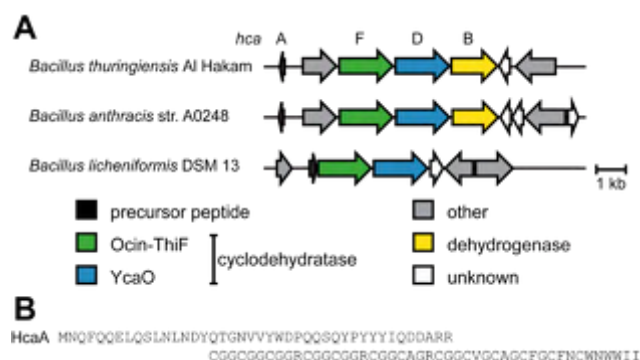 A
hca A F D B
Bacillus thuringiensis Al Hakam
Bacillus anthracis str. A0248
Bacillus licheniformis DSM 13
1 kb
precursor peptide other
Ocin-ThiF dehydrogenase
cyclodehydratase
YcaO unknown
B
HcaA MNQFQQELQSLNLNDYQTGNVVYWDPQQSQYPYYYIQDDARR
CGGCGGCGGRCGGCGGRCGGCAGRCGGCVGCAGCFGCFNCWNWWII